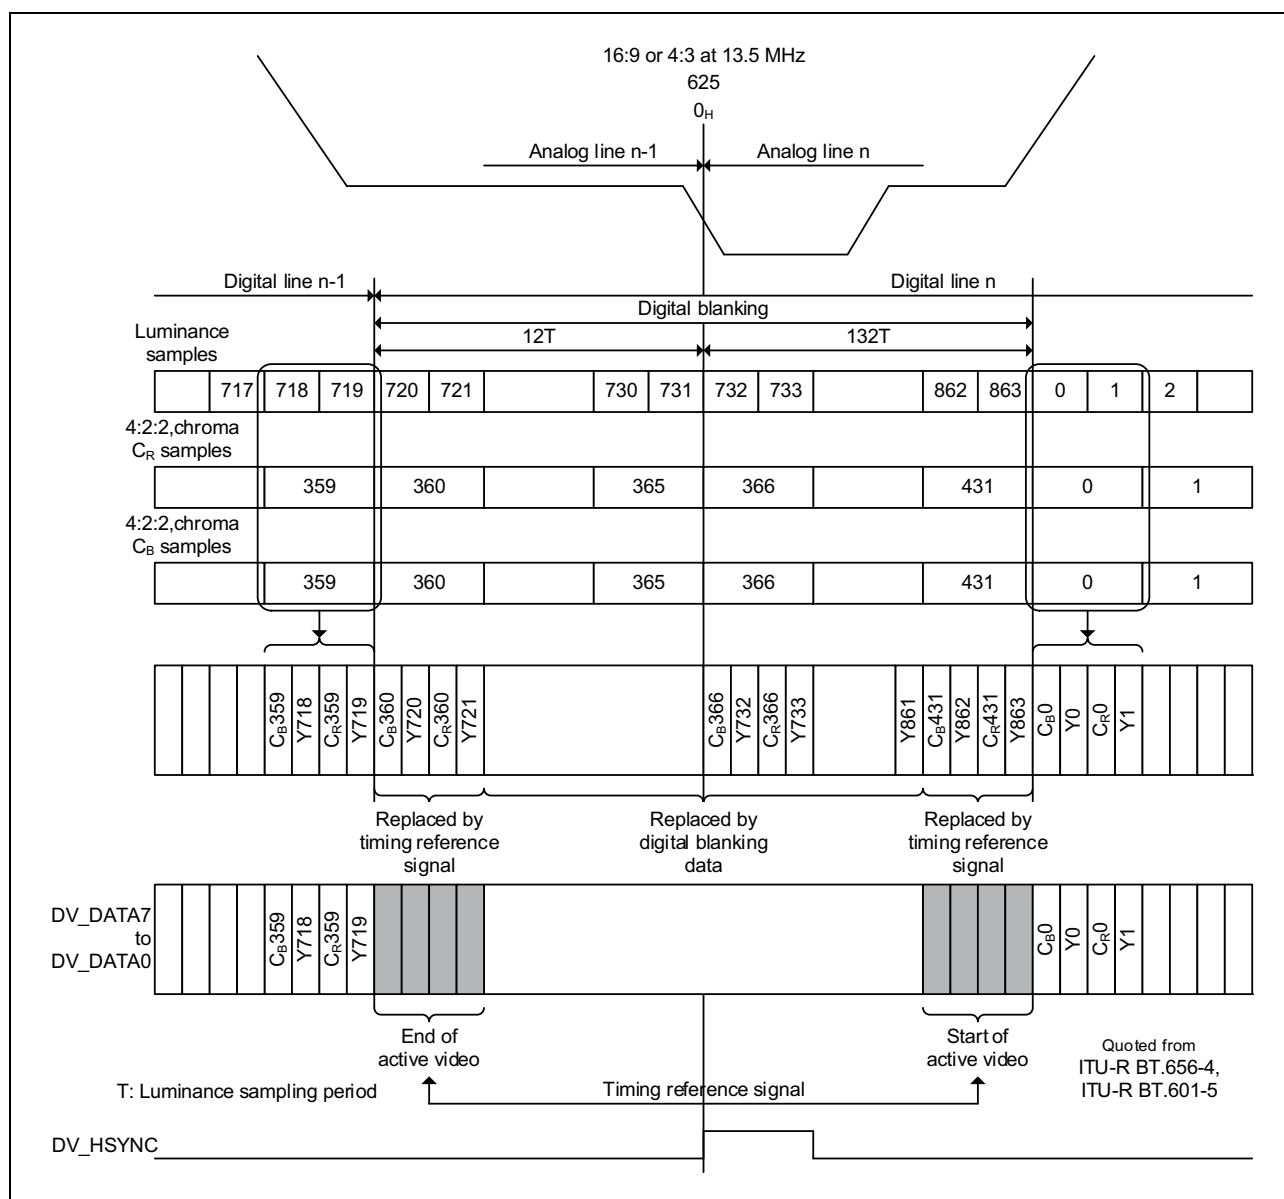 16:9 or 4:3 at 13.5 MHz
625
0H
Analog line n-1 Analog line n
Digital line n-1 Digital line n
Digital blanking
12T 132T
Luminance
samples
717 718 719 720 721 730 731 732 733 862 863 0 1 2
4:2:2,chroma
CR samples
359 360 365 366 431 0 1
4:2:2,chroma
CB samples
359 360 365 366 431 0 1
CB359 Y718 CR359 Y719 CB360 Y720 CR360 Y721 CB366 Y732 CR366 Y733 Y861 CB431 Y862 CR431 Y863 CB0 Y0 CR0 Y1
Replaced by
timing reference
signal
Replaced by
digital blanking
data
Replaced by
timing reference
signal
DV_DATA7
to
DV_DATA0
CB359 Y718 CR359 Y719 CB0 Y0 CR0 Y1
End of
active video
Start of
active video
Quoted from
ITU-R BT.656-4,
ITU-R BT.601-5
T: Luminance sampling period
Timing reference signal
DV_HSYNC